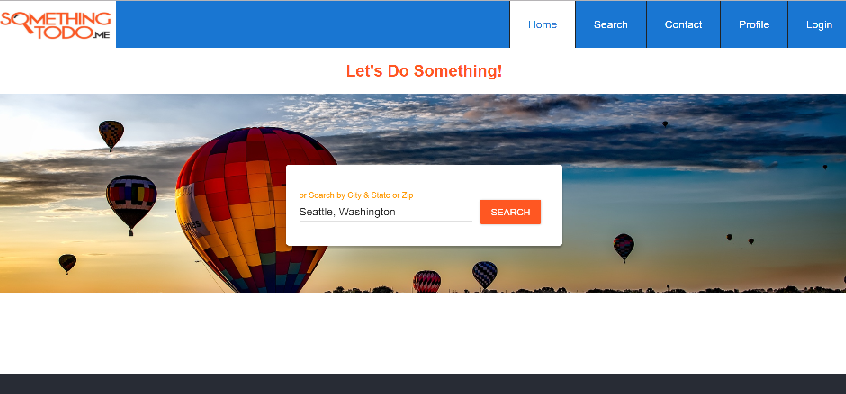 SOMETHING
TODO.ME
Home
Search
Contact
Profile
Login
Let's Do Something!
or Search by City & State or Zip
Seattle, Washington
SEARCH